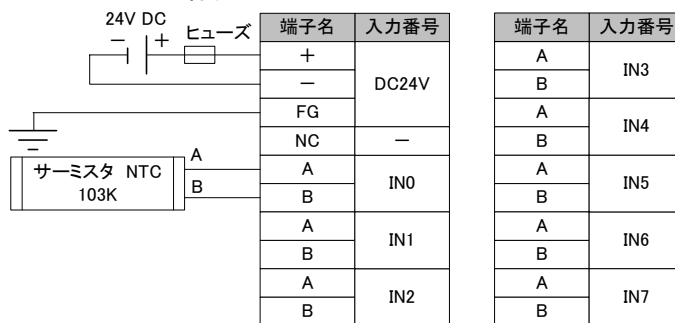 24V DC
− + ヒューズ
端子名 入力番号
+ DC24V
−
FG
NC −
A IN0
B
A IN1
B
A IN2
B
サーミスタ NTC
103K
A
B
端子名 入力番号
A IN3
B
A IN4
B
A IN5
B
A IN6
B
A IN7
B